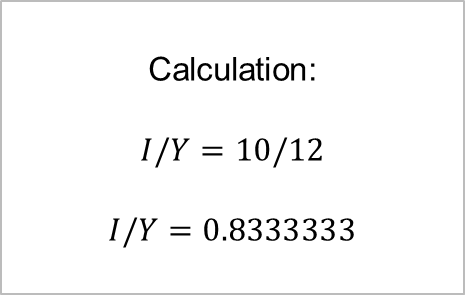 Calculation:
I/Y = 10/12
I/Y = 0.8333333